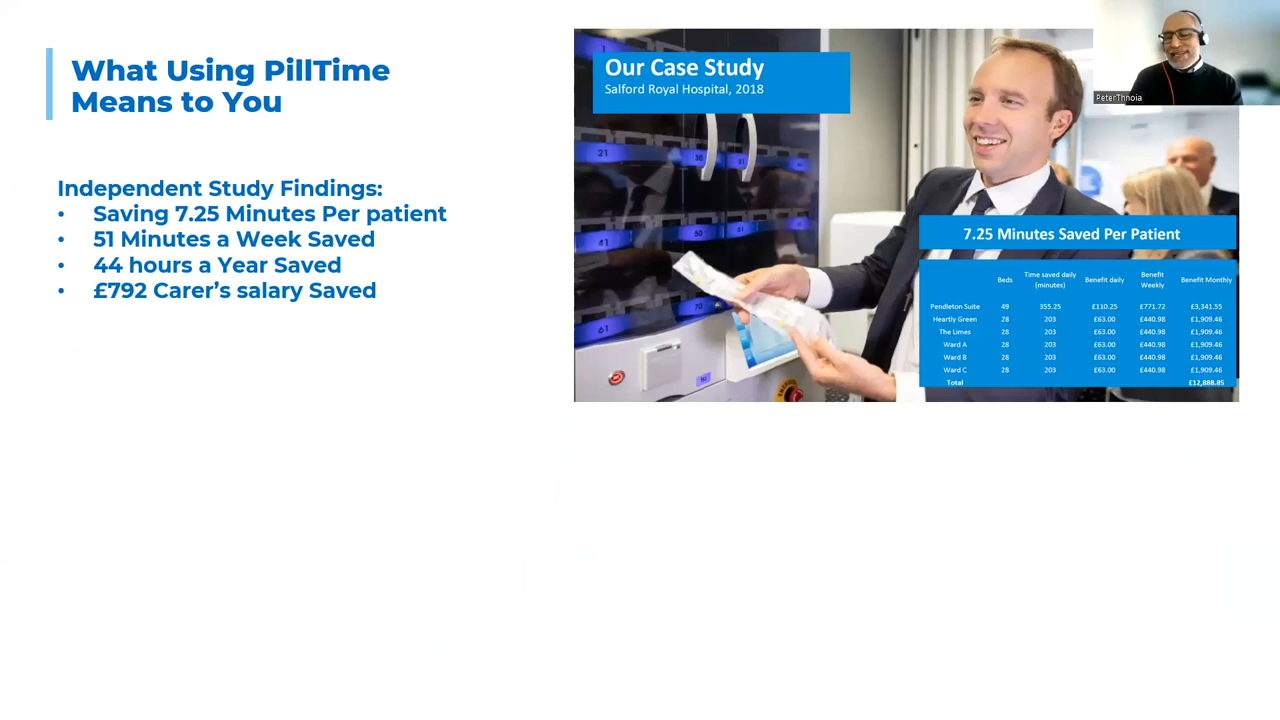 What Using PillTime
Means to You
Independent Study Findings:
• Saving 7.25 Minutes Per patient
• 51 Minutes a Week Saved
• 44 hours a Year Saved
• £792 Carer’s salary Saved
Our Case Study
Salford Royal Hospital, 2018
PeterThnoia
21
41
50
70
61
7.25 Minutes Saved Per Patient
Beds Time saved daily (minutes) Benefit daily Benefit Weekly Benefit Monthly
Pendleton Suite 49 355.25 £110.25 £771.72 £3,341.55
Heartly Green 28 203 £63.00 £440.98 £1,909.46
The Limes 28 203 £63.00 £440.98 £1,909.46
Ward A 28 203 £63.00 £440.98 £1,909.46
Ward B 28 203 £63.00 £440.98 £1,909.46
Ward C 28 203 £63.00 £440.98 £1,909.46
Total £12,888.85